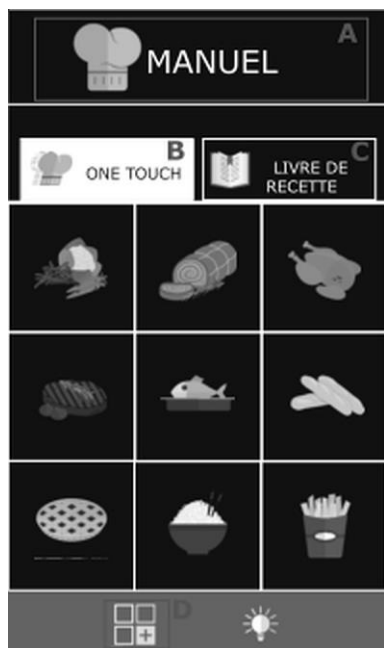 A
MANUEL
B
ONE TOUCH
C
LIVRE DE
RECETTE
D